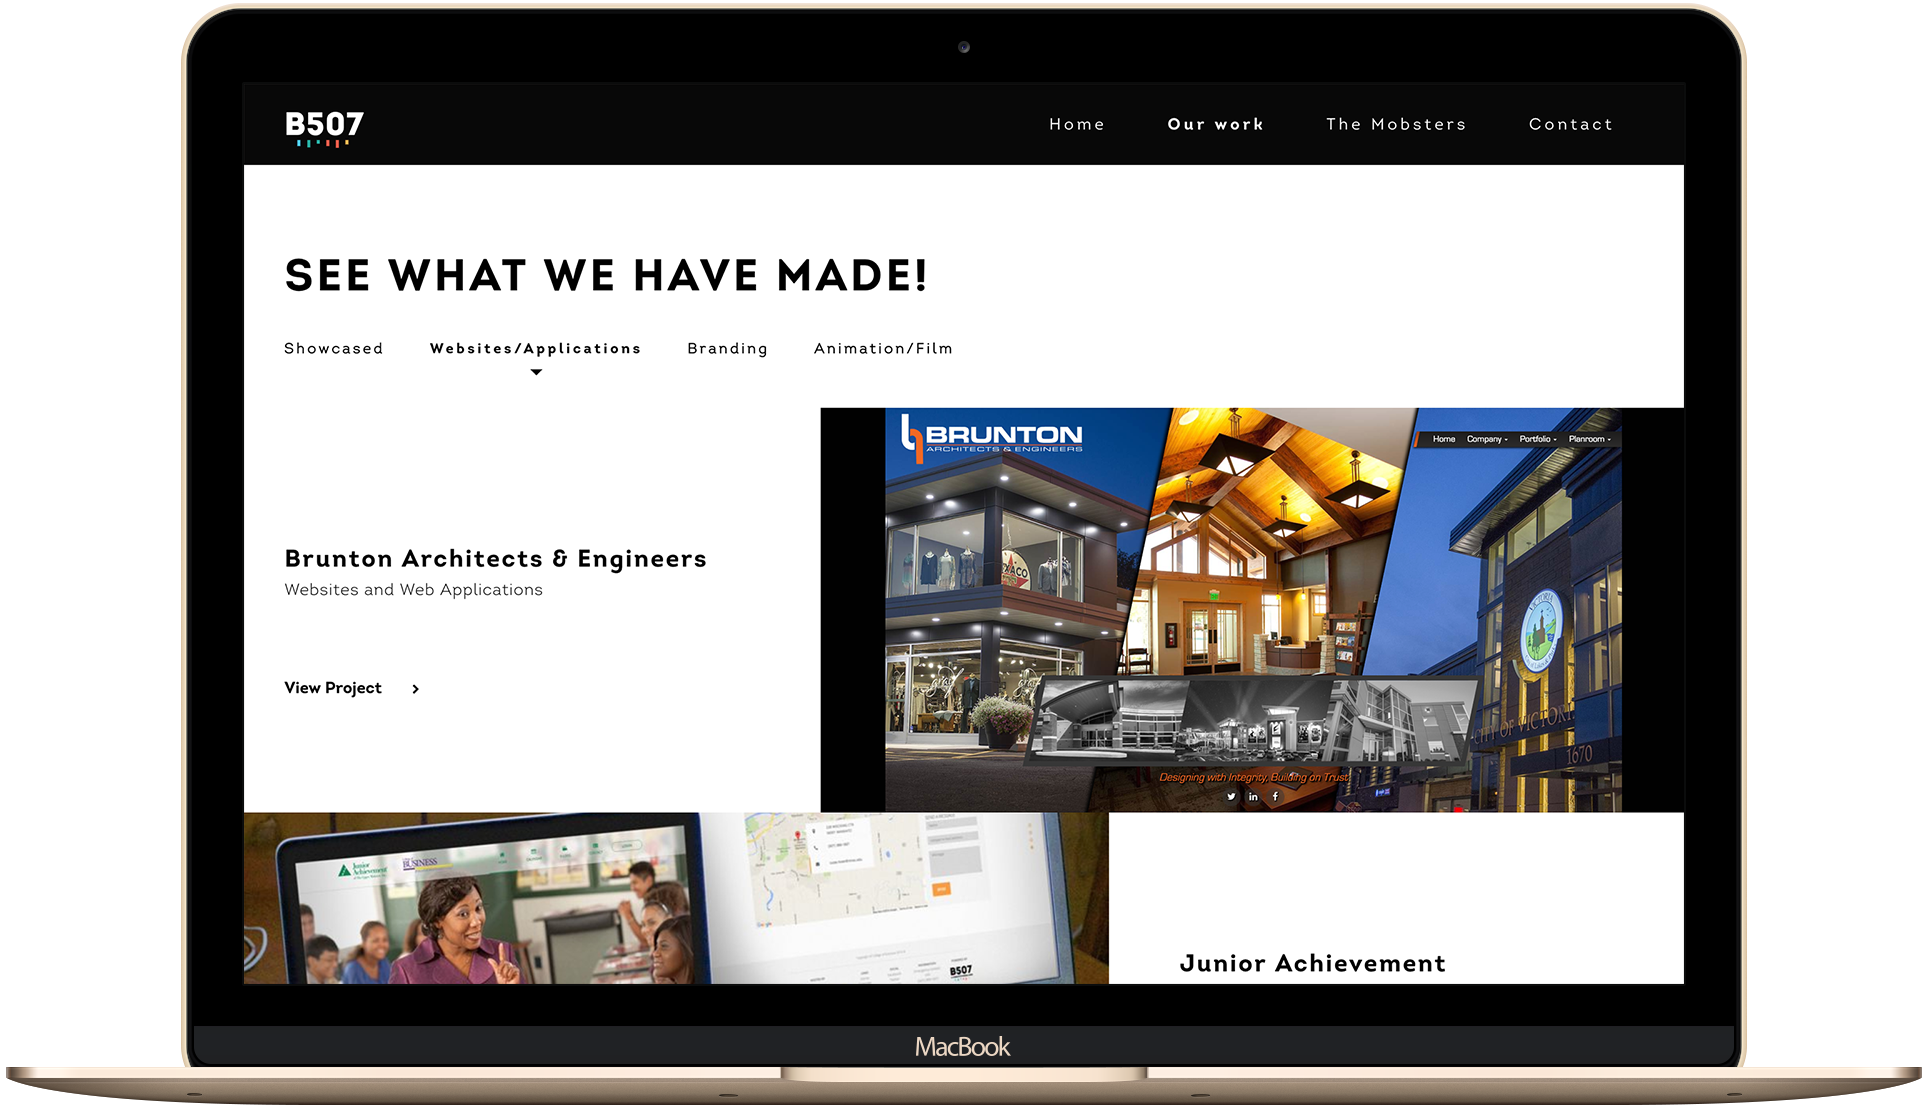 B507
Home Our work The Mobsters Contact
SEE WHAT WE HAVE MADE!
Showcased Websites/Applications Branding Animation/Film
Brunton Architects & Engineers
Websites and Web Applications
View Project
BRUNTON
ARCHITECTS & ENGINEERS
Home Company Portfolio Planroom
VICTORIA
CITY OF VICTORIA
1670
Designing with Integrity, Building on Trust
Junior
Achievement
BUSINESS
Google
B507
Junior Achievement
MacBook